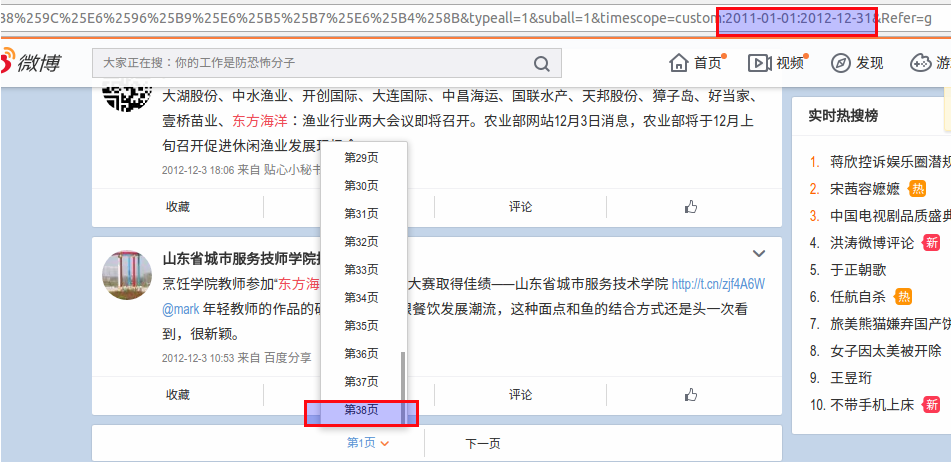 38%259C%25E6%2596%25B9%25E6%25B5%25B7%25E6%25B4%258B&typeall=1&suball=1&timescope=custom:2011-01-01:2012-12-31&Refer=g
微博
大家正在搜：你的工作是防恐怖分子
首页
视频
发现
游
大湖股份、中水渔业、开创国际、大连国际、中昌海运、国联水产、天邦股份、獐子岛、好当家、
壹桥苗业、东方海洋：渔业行业两大会议即将召开。农业部网站12月3日消息，农业部将于12月上
旬召开促进休闲渔业发展现场会
2012-12-3 18:06 来自 贴心小秘书
收藏
评论
山东省城市服务技师学院
烹饪学院教师参加“东方海 大赛取得佳绩——山东省城市服务技术学院 http://t.cn/zjf4A6W
@mark 年轻教师的作品的 餐饮发展潮流，这种面点和鱼的结合方式还是头一次看
到，很新颖。
2012-12-3 10:53 来自 百度分享
收藏
评论
第29页
第30页
第31页
第32页
第33页
第34页
第35页
第36页
第37页
第38页
第1页
下一页
实时热搜榜
1. 蒋欣控诉娱乐圈潜规
2. 宋茜容嬷嬷 热
3. 中国电视剧品质盛典
4. 洪涛微博评论 新
5. 于正朝歌
6. 任航自杀 热
7. 旅美熊猫嫌弃国产饼
8. 女子因太美被开除
9. 王昱珩
10. 不带手机上床 新